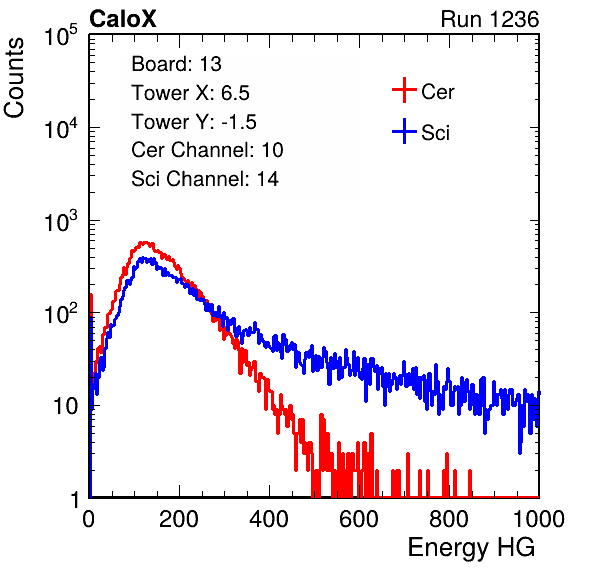 CaloX Run 1236
Counts
Board: 13
Tower X: 6.5
Tower Y: -1.5
Cer Channel: 10
Sci Channel: 14
Cer
Sci
10^5
10^4
10^3
10^2
10
1
0 200 400 600 800 1000
Energy HG